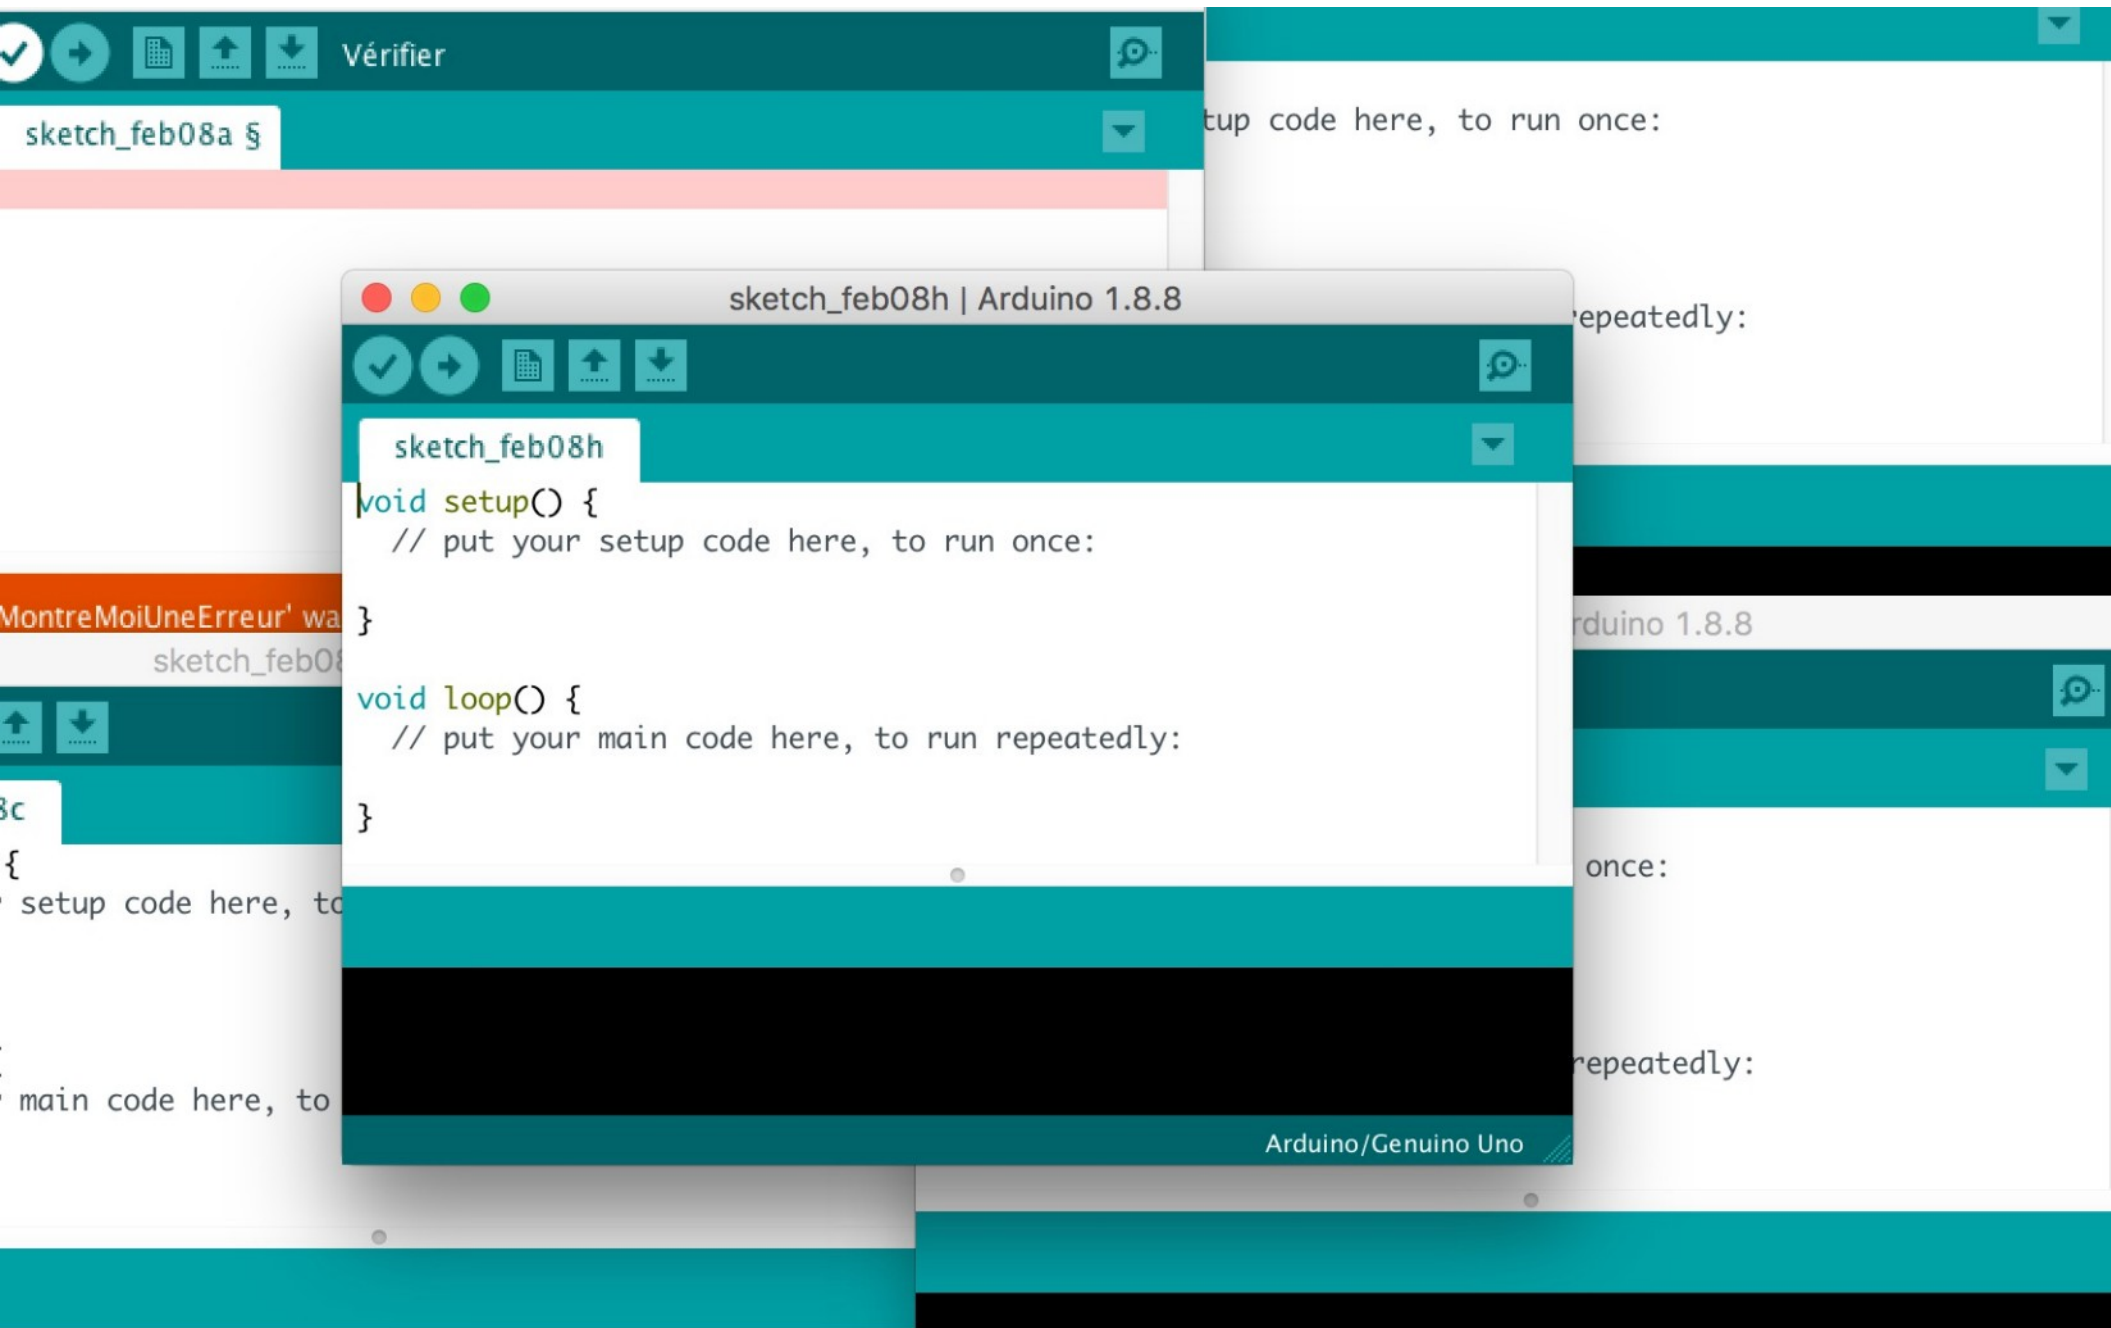 Vérifier
sketch_feb08a §
tup code here, to run once:
epeatedly:
sketch_feb08h | Arduino 1.8.8
sketch_feb08h
void setup() {
// put your setup code here, to run once:
}
void loop() {
// put your main code here, to run repeatedly:
}
Arduino/Genuino Uno
MontreMoiUneErreur' wa
sketch_feb08
8c
{
setup code here, to
main code here, to
rduino 1.8.8
once:
repeatedly: